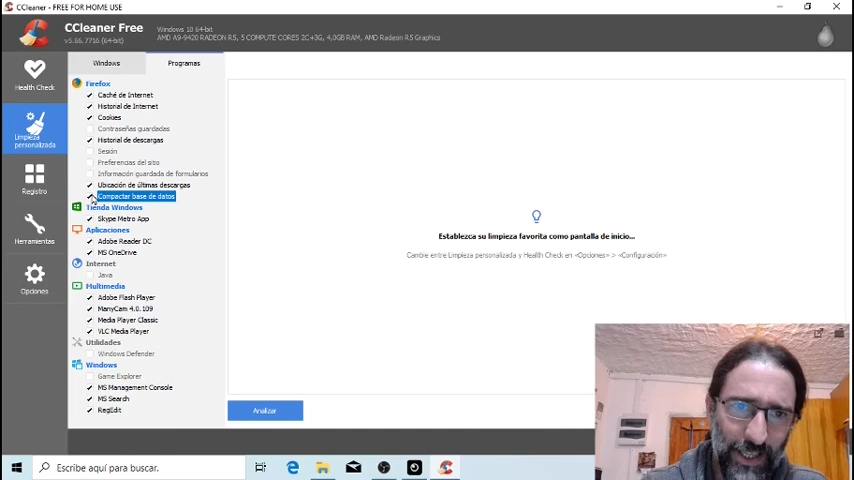 CCleaner - FREE FOR HOME USE
CCleaner Free
v5.66.7716 (64-bit)
Windows 10 64-bit
AMD A9-9420 RADEON R5, 5 COMPUTE CORES 2C+3G, 4,0GB RAM, AMD Radeon R5 Graphics
Health Check
Limpieza
personalizada
Registro
Herramientas
Opciones
Windows
Programas
Firefox
Caché de Internet
Historial de Internet
Cookies
Contraseñas guardadas
Historial de descargas
Sesión
Preferencias del sitio
Información guardada de formularios
Ubicación de últimas descargas
Compactar base de datos
Tienda Windows
Skype Metro App
Aplicaciones
Adobe Reader DC
MS OneDrive
Internet
Java
Multimedia
Adobe Flash Player
ManyCam 4.0.109
Media Player Classic
VLC Media Player
Utilidades
Windows Defender
Windows
Game Explorer
MS Management Console
MS Search
RegEdit
Establezca su limpieza favorita como pantalla de inicio...
Cambie entre Limpieza personalizada y Health Check en «Opciones» > «Configuración»
Analizar
Escribe aquí para buscar.